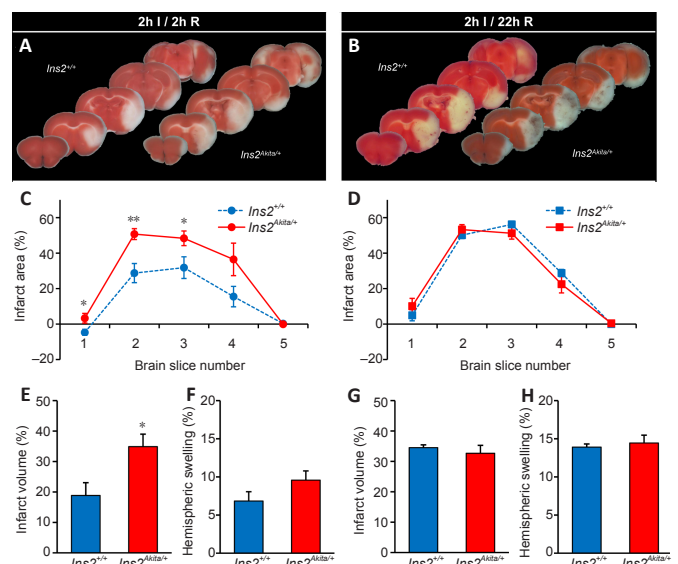 2h I / 2h R
2h I / 22h R
A
Ins2+/+
Ins2Akita/+
B
Ins2+/+
Ins2Akita/+
C
Infarct area (%)
60
40
20
0
–20
*
**
*
Ins2+/+
Ins2Akita/+
1 2 3 4 5
Brain slice number
D
Infarct area (%)
60
40
20
0
–20
Ins2+/+
Ins2Akita/+
1 2 3 4 5
Brain slice number
E
Infarct volume (%)
50
40
30
20
10
0
*
Ins2+/+ Ins2Akita/+
F
Hemispheric swelling (%)
20
15
10
5
0
Ins2+/+ Ins2Akita/+
G
Infarct volume (%)
50
40
30
20
10
0
Ins2+/+ Ins2Akita/+
H
Hemispheric swelling (%)
20
15
10
5
0
Ins2+/+ Ins2Akita/+